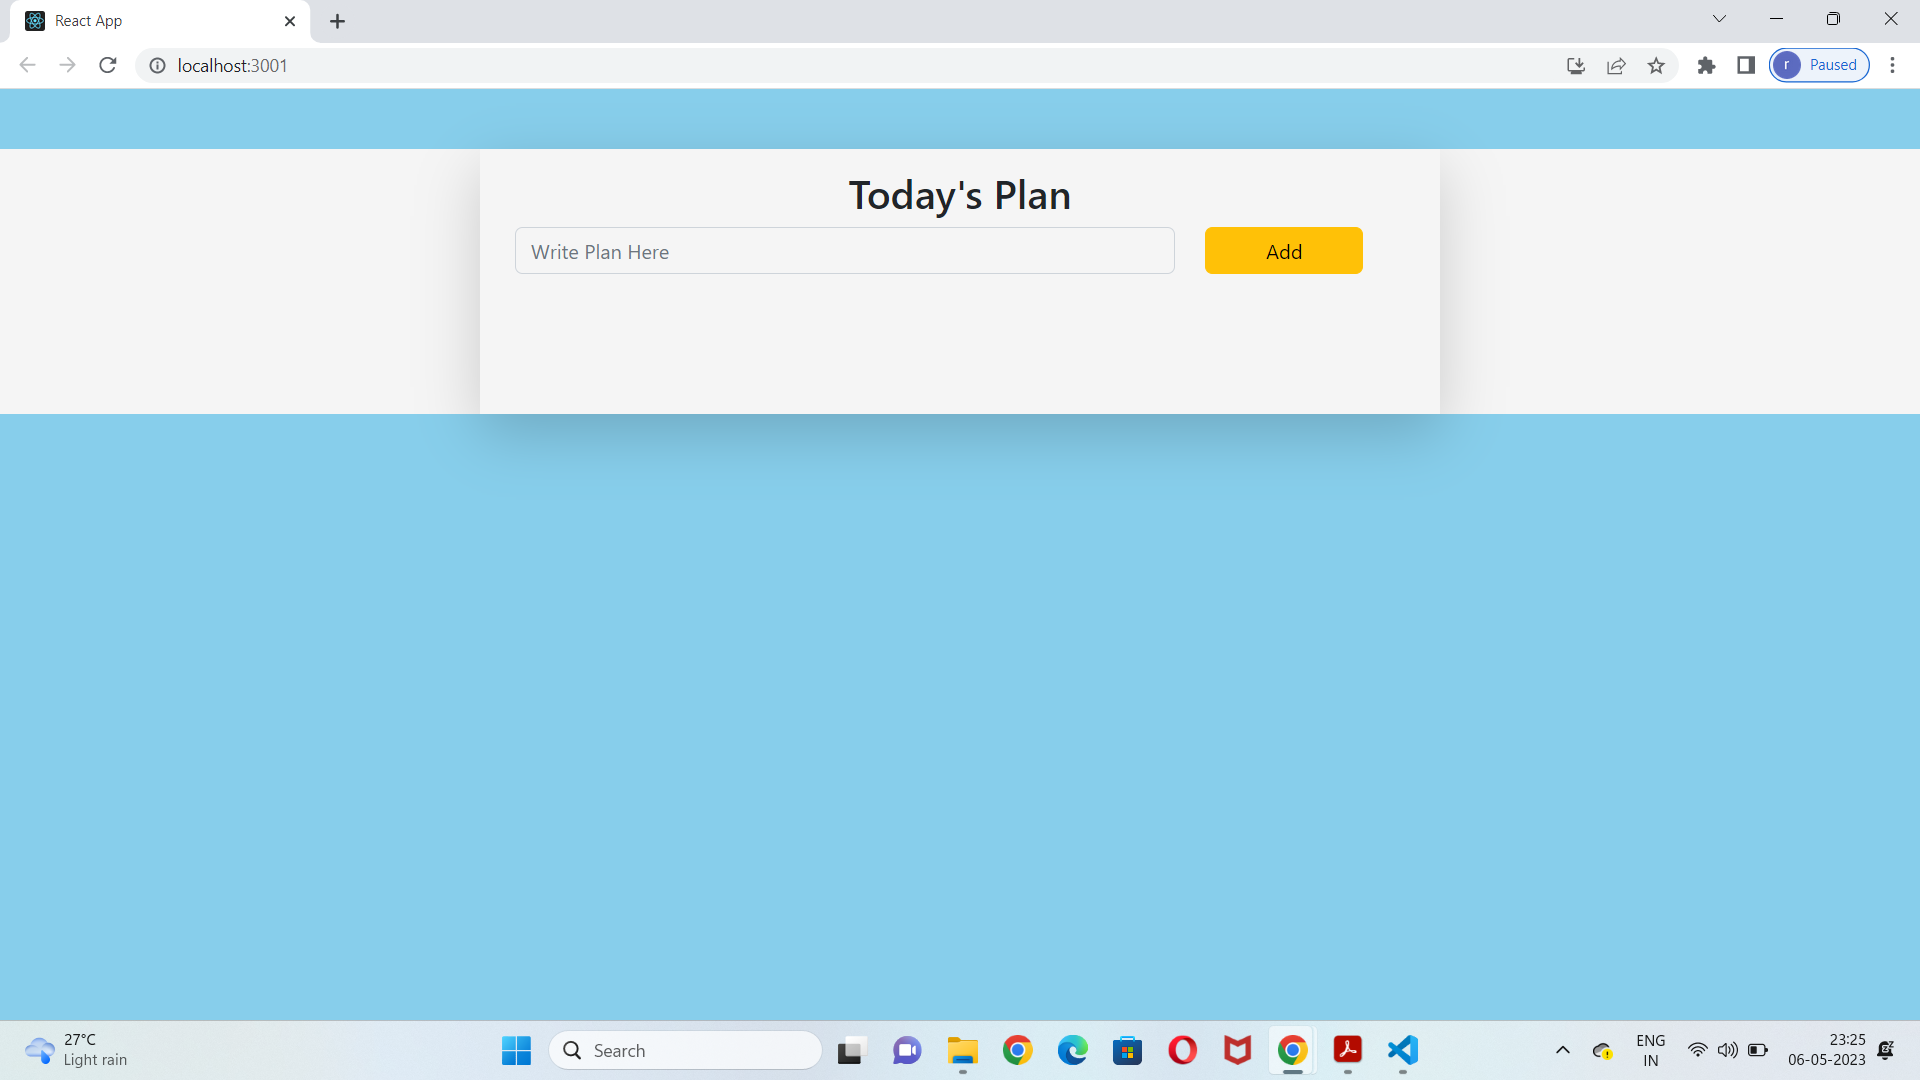 React App
localhost:3001
r Paused
Today's Plan
Write Plan Here
Add
27°C
Light rain
Search
ENG
IN
23:25
06-05-2023